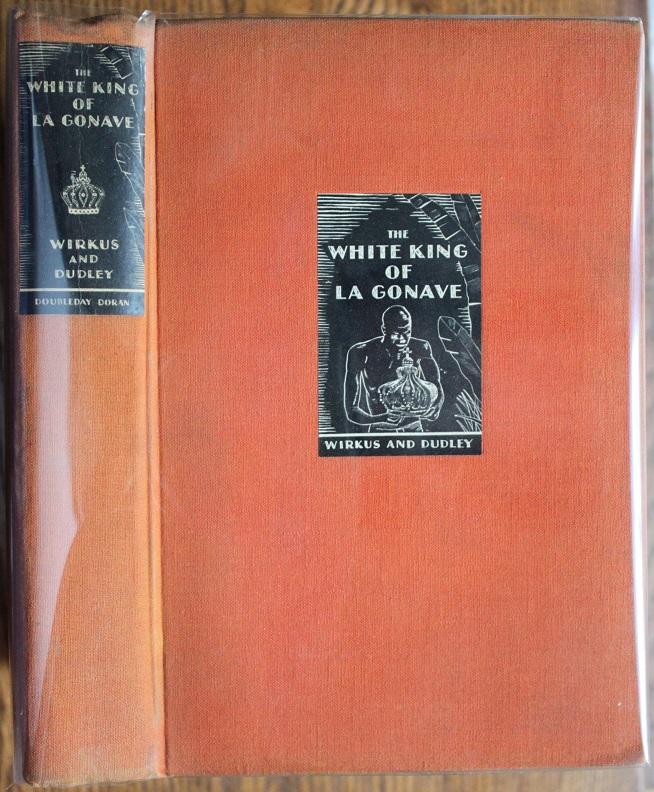 THE
WHITE KING
OF
LA GONAVE
WIRKUS
AND
DUDLEY
DOUBLEDAY DORAN
THE
WHITE KING
OF
LA GONAVE
WIRKUS AND DUDLEY